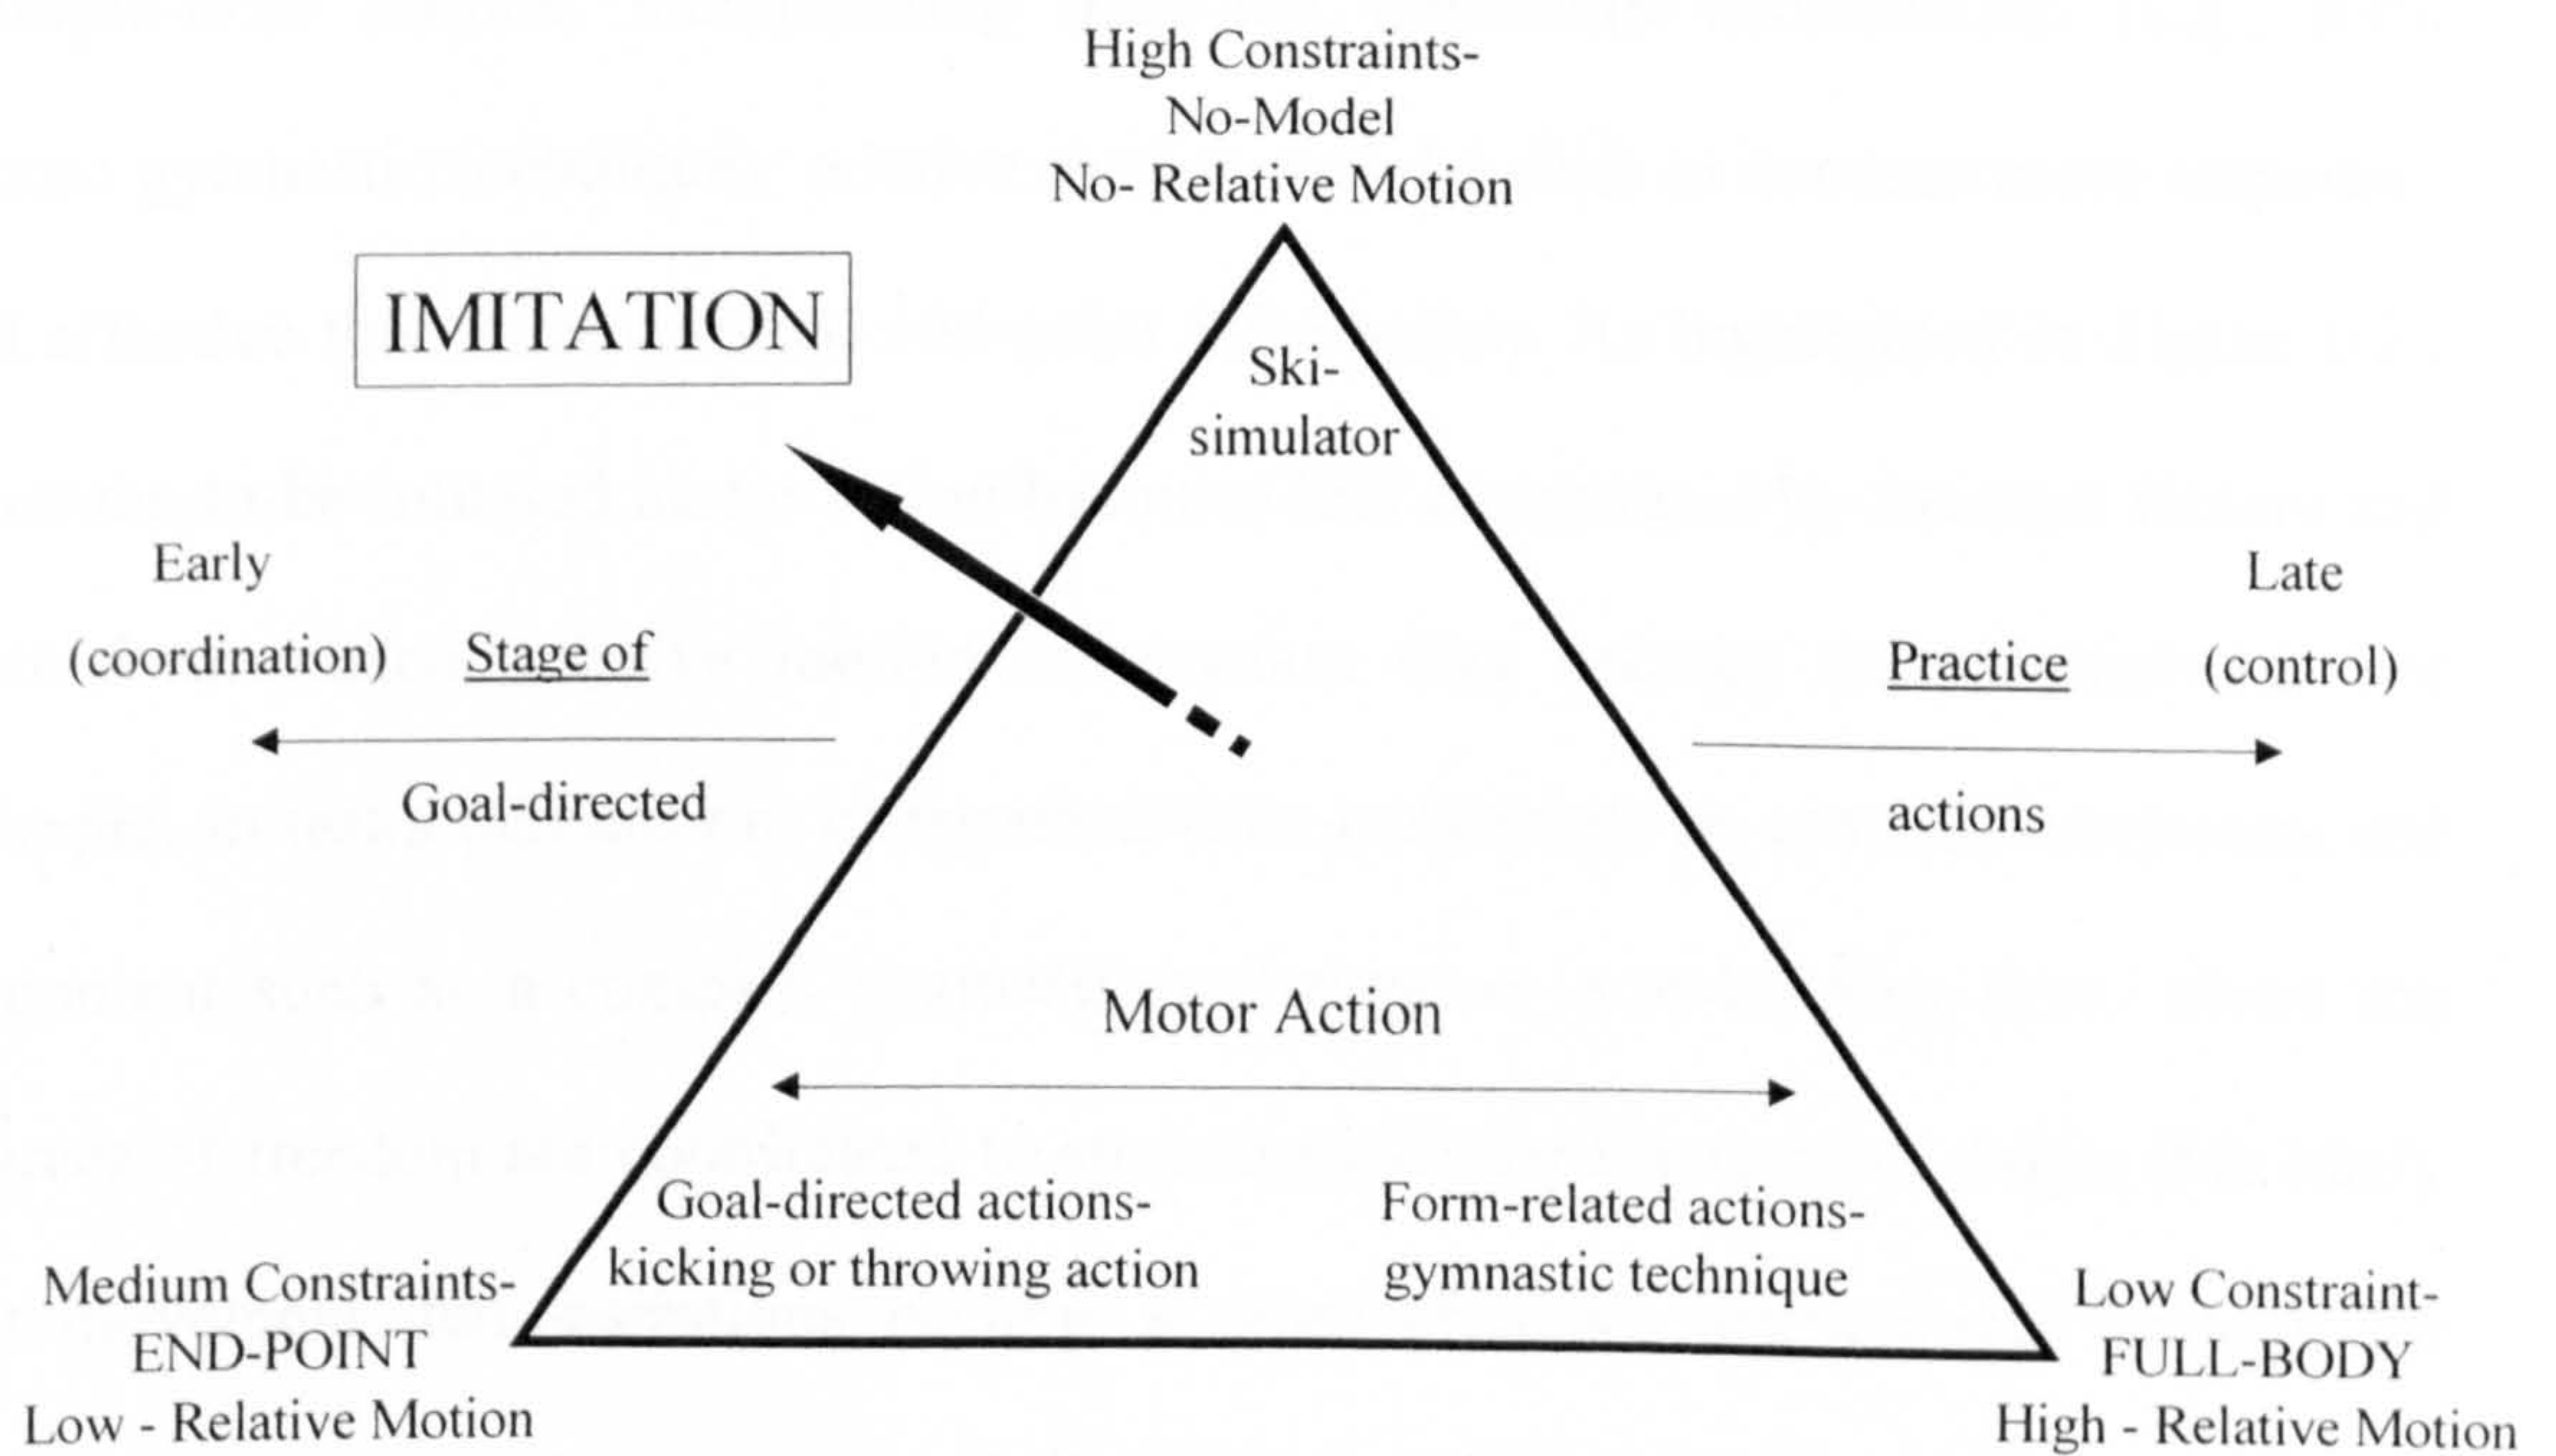 High Constraints-
No-Model
No- Relative Motion
IMITATION
Ski-
simulator
Early
(coordination)
Stage of
Goal-directed
Late
Practice
(control)
actions
Motor Action
Goal-directed actions-
kicking or throwing action
Form-related actions-
gymnastic technique
Medium Constraints-
END-POINT
Low - Relative Motion
Low Constraint-
FULL-BODY
High - Relative Motion